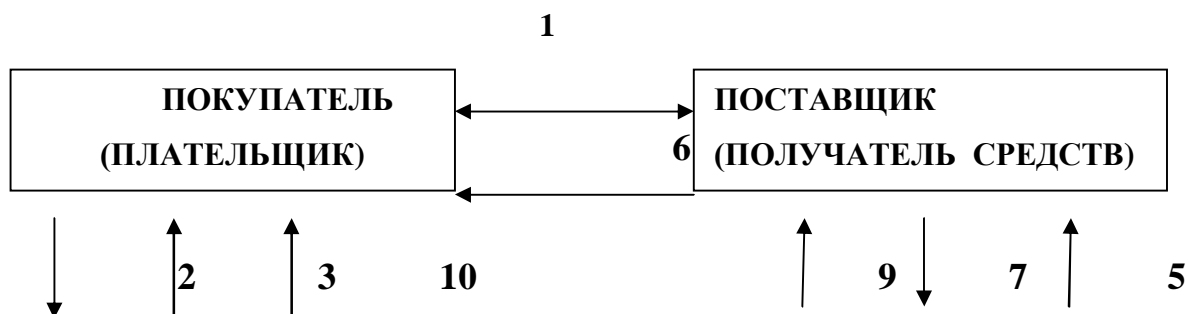 1
ПОКУПАТЕЛЬ
(ПЛАТЕЛЬЩИК)
6
ПОСТАВЩИК
(ПОЛУЧАТЕЛЬ СРЕДСТВ)
2 3 10 9 7 5